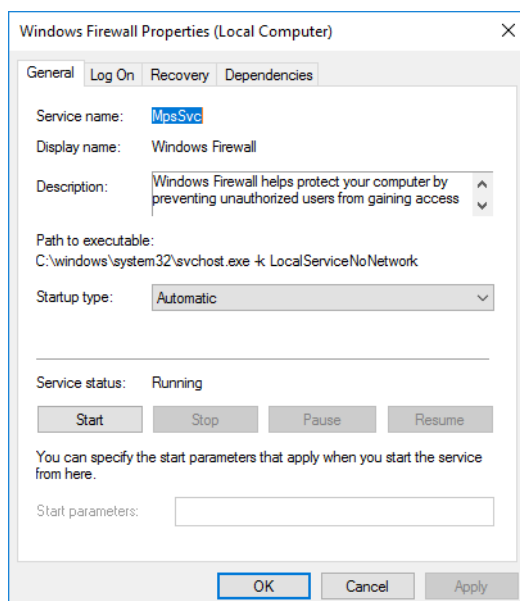 Windows Firewall Properties (Local Computer)
General Log On Recovery Dependencies
Service name: MpsSvc
Display name: Windows Firewall
Description: Windows Firewall helps protect your computer by
preventing unauthorized users from gaining access
Path to executable:
C:\windows\system32\svchost.exe -k LocalServiceNoNetwork
Startup type: Automatic
Service status: Running
Start Stop Pause Resume
You can specify the start parameters that apply when you start the service
from here.
Start parameters:
OK Cancel Apply